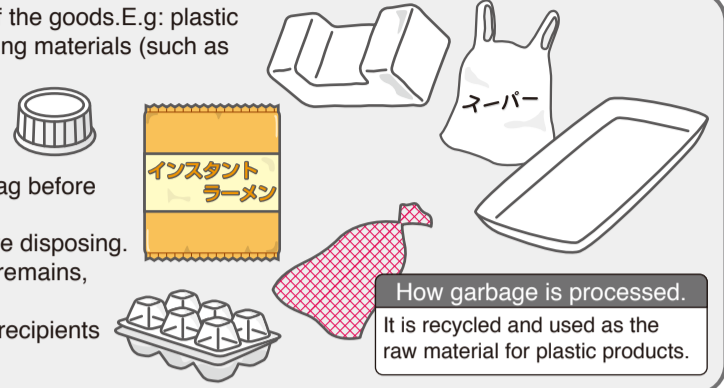 f the goods.E.g: plastic
ing materials (such as
スーパー
インスタント
ラーメン
ag before
e disposing.
remains,
recipients
How garbage is processed.
It is recycled and used as the
raw material for plastic products.